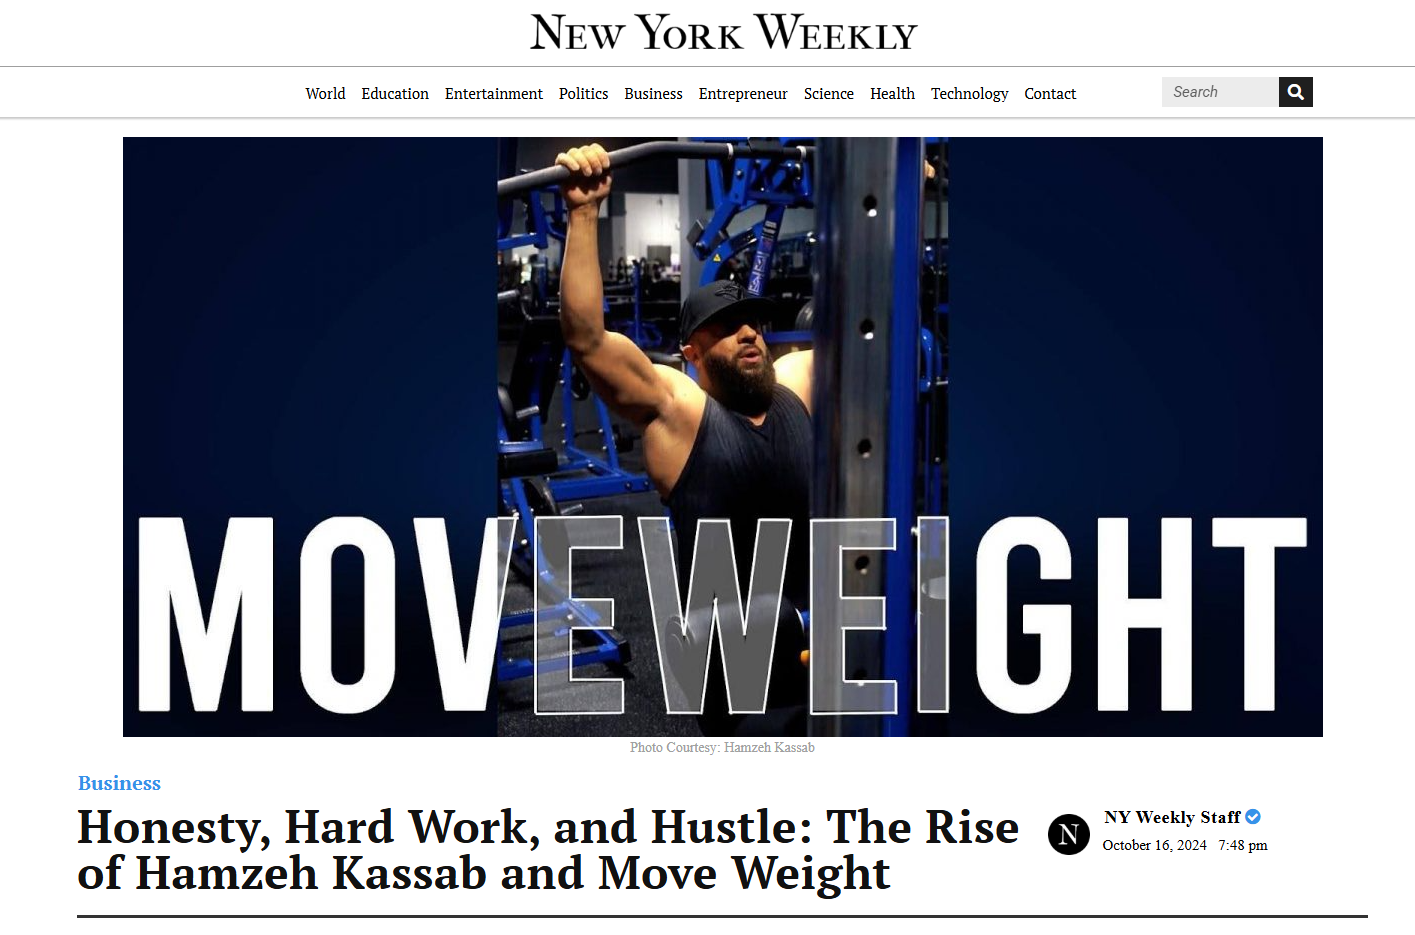 NEW YORK WEEKLY
World Education Entertainment Politics Business Entrepreneur Science Health Technology Contact
Search
MOVEWEIGHT
Photo Courtesy: Hamzeh Kassab
Business
Honesty, Hard Work, and Hustle: The Rise
of Hamzeh Kassab and Move Weight
N
NY Weekly Staff
October 16, 2024 7:48 pm